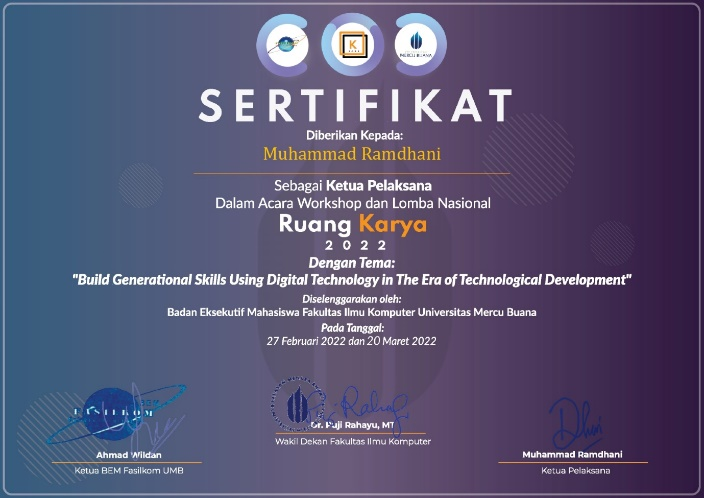 MERCU BUANA
SERTIFIKAT
Diberikan Kepada:
Muhammad Ramdhani
Sebagai Ketua Pelaksana
Dalam Acara Workshop dan Lomba Nasional
Ruang Karya
2022
Dengan Tema:
"Build Generational Skills Using Digital Technology in The Era of Technological Development"
Diselenggarakan oleh:
Badan Eksekutif Mahasiswa Fakultas Ilmu Komputer Universitas Mercu Buana
Pada Tanggal:
27 Februari 2022 dan 20 Maret 2022
FASILKOM
Ahmad Wildan
Ketua BEM Fasilkom UMB
Dr. Puji Rahayu, MT
Wakil Dekan Fakultas Ilmu Komputer
Muhammad Ramdhani
Ketua Pelaksana